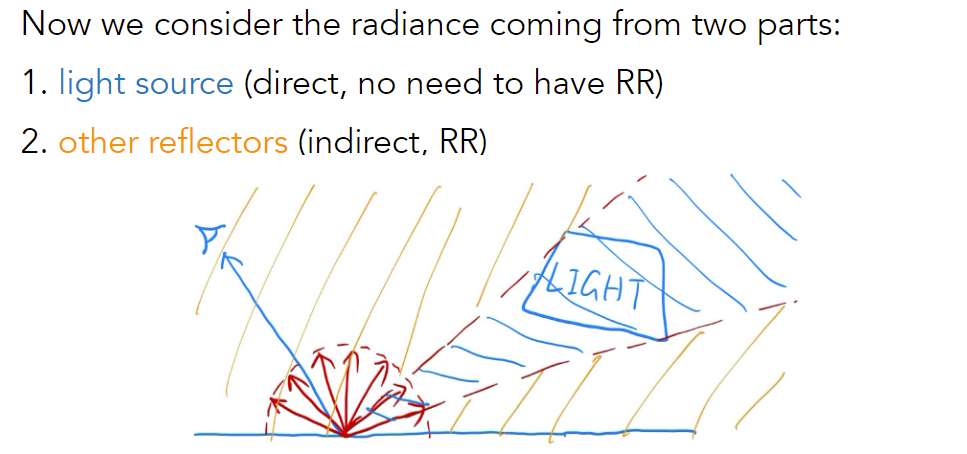 Now we consider the radiance coming from two parts:
1. light source (direct, no need to have RR)
2. other reflectors (indirect, RR)
LIGHT